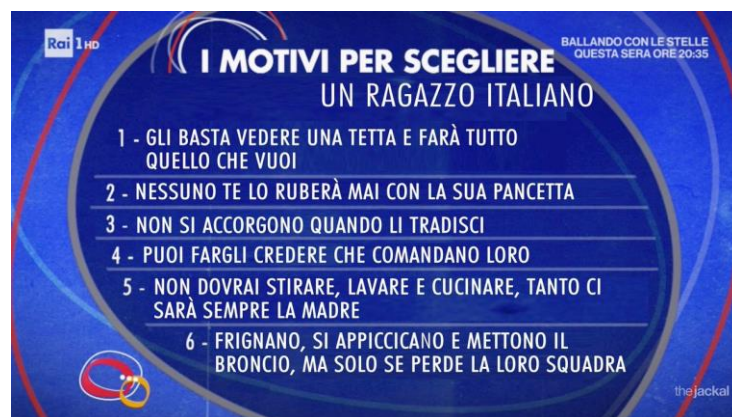 Rai 1 HD
BALLANDO CON LE STELLE
QUESTA SERA ORE 20:35
I MOTIVI PER SCEGLIERE
UN RAGAZZO ITALIANO
1 - GLI BASTA VEDERE UNA TETTA E FARÀ TUTTO
QUELLO CHE VUOI
2 - NESSUNO TE LO RUBERÀ MAI CON LA SUA PANCETTA
3 - NON SI ACCORGONO QUANDO LI TRADISCI
4 - PUOI FARGLI CREDERE CHE COMANDANO LORO
5 - NON DOVRAI STIRARE, LAVARE E CUCINARE, TANTO CI
SARÀ SEMPRE LA MADRE
6 - FRIGNANO, SI APPICCICANO E METTONO IL
BRONCIO, MA SOLO SE PERDE LA LORO SQUADRA
thejackal